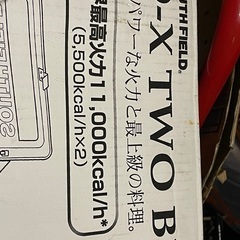 UTH FIELD
-X TWO B
パワーな火力と最上級の料理。
最高火力11,000kcal/h*
(5,500kcal/h×2)
SOUTH